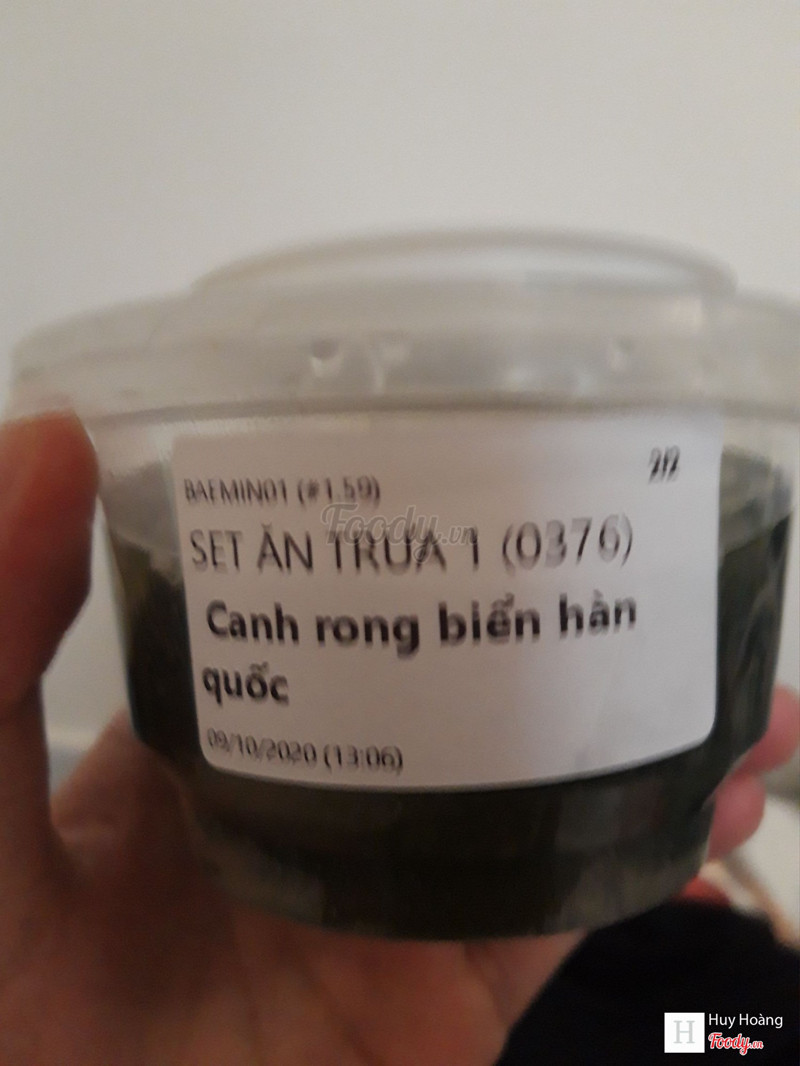 BAEMIN01 (#1.59)
2/2
SET ĂN TRƯA 1 (0376)
Foody.vn
Canh rong biển hàn
quốc
09/10/2020 (13:06)
H Huy Hoàng
Foody.vn